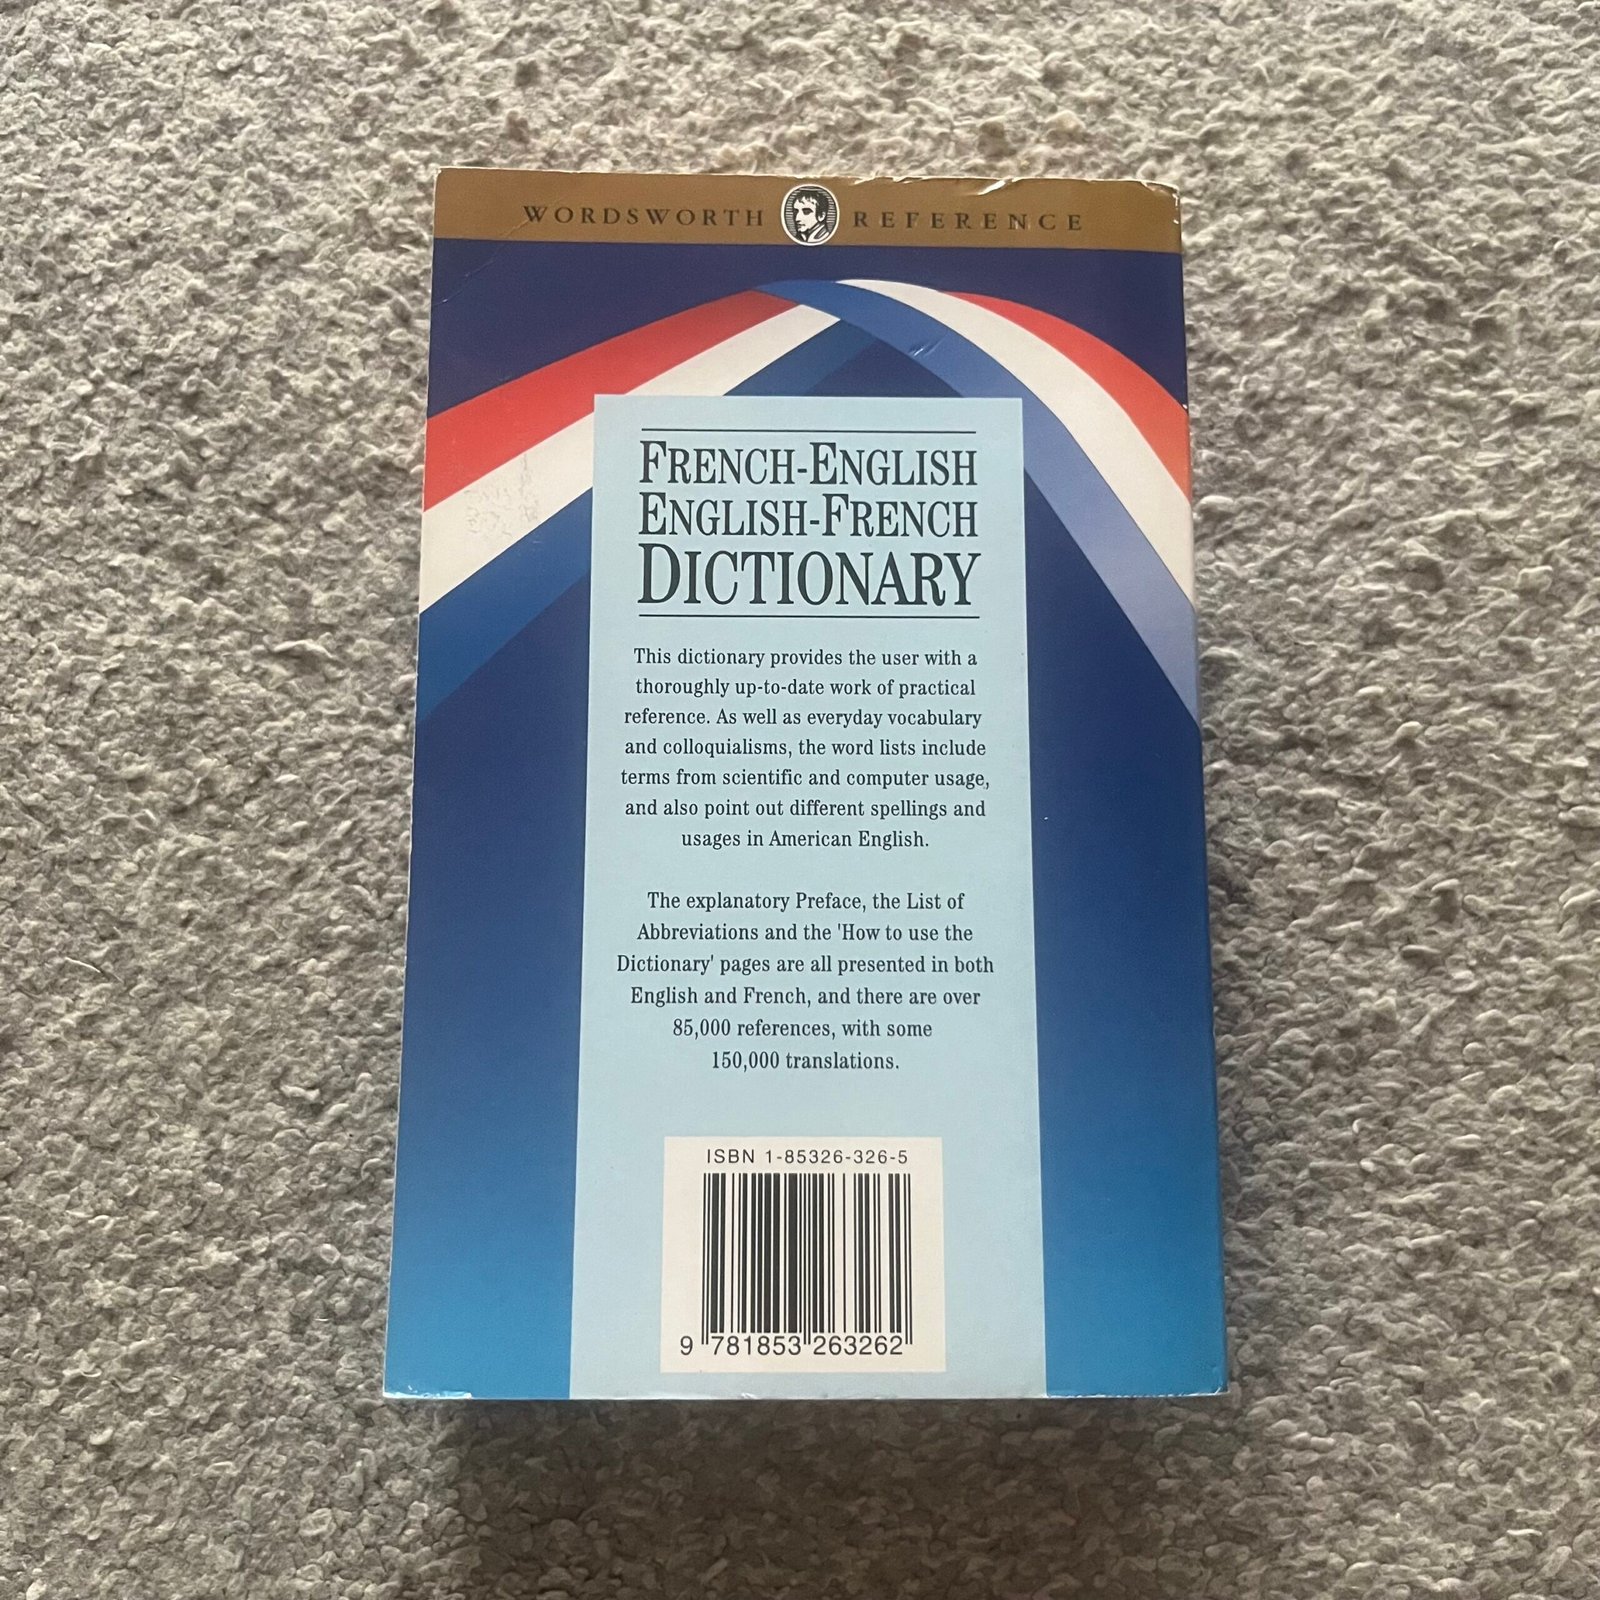 WORDSWORTH REFERENCE
FRENCH-ENGLISH
ENGLISH-FRENCH
DICTIONARY
This dictionary provides the user with a
thoroughly up-to-date work of practical
reference. As well as everyday vocabulary
and colloquialisms, the word lists include
terms from scientific and computer usage,
and also point out different spellings and
usages in American English.
The explanatory Preface, the List of
Abbreviations and the 'How to use the
Dictionary' pages are all presented in both
English and French, and there are over
85,000 references, with some
150,000 translations.
ISBN 1-85326-326-5
9 781853 263262